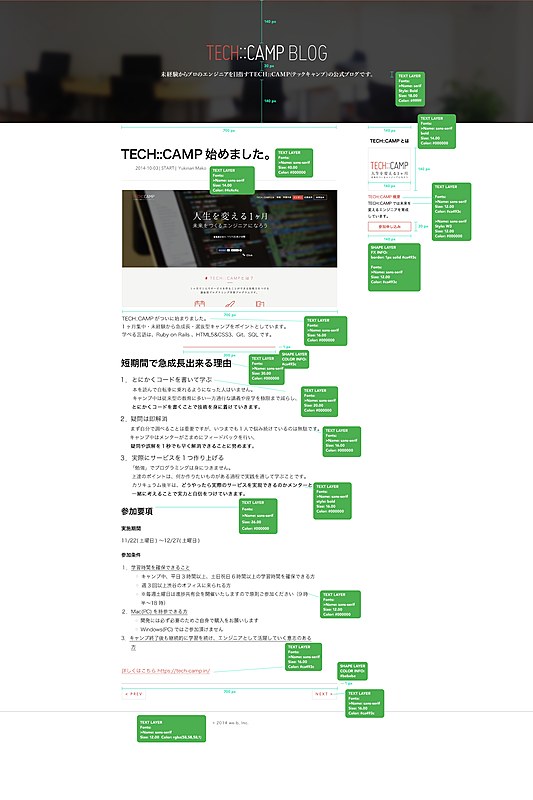 140 px
TECH::CAMP BLOG
20 px
未経験からプロのエンジニアを目指すTECH::CAMP(テックキャンプ)の公式ブログです。
TEXT LAYER
Fonts:
>Name: sans-serif
Style: Bold
Size: 18.00
Color: #ffffff
140 px
700 px
TECH::CAMP 始めました。
TEXT LAYER
Fonts:
>Name: sans-serif
Size: 40.00
Color: #000000
2014-10-03 | START | Yukinari Mako
TEXT LAYER
Fonts:
>Name: sans-serif
Size: 14.00
人生を変える1ヶ月
未来をつくるエンジニアになろう
TECH::CAMPとは
700 px
TECH::CAMPがついに始まりました。
1ヶ月集中・未経験から急成長・選抜型キャンプをポイントとしています。
学べる言語は、Ruby on Rails 、HTML5&CSS3、Git、SQL です。
TEXT LAYER
Fonts:
>Name: sans-serif
Size: 16.00
Color: #000000
1 px
短期間で急成長出来る理由
TEXT LAYER
Fonts:
>Name: sans-serif
Color: #000000
SHAPE LAYER
COLOR INFO:
#ca493c
1. とにかくコードを書いて学ぶ
本を読んで自転車に乗れるようになった人はいません。
キャンプ中は従来型の教育に多い一方通行な講義や座学を極限まで減らし、
とにかくコードを書くことで技術を身に着けていきます。
TEXT LAYER
Fonts:
>Name: sans-serif
Size: 20.00
Color: #000000
2. 疑問は即解消
まず自分で調べることは重要ですが、いつまでも1人で悩み続けているのは無駄です。
キャンプ中はメンターがこまめにフィードバックを行い、
疑問や誤解を1秒でも早く解消できることに努めます。
TEXT LAYER
Fonts:
>Name: sans-serif
Size: 16.00
Color: #000000
3. 実際にサービスを1つ作り上げる
「勉強」でプログラミングは身につきません。
上達のポイントは、何か作りたいものがある過程で実践を通して学ぶことです。
カリキュラム後半は、どうやったら実際のサービスを実現できるのかメンターと
一緒に考えることで実力と自信をつけていきます。
TEXT LAYER
Fonts:
>Name: sans-serif
style: bold
Size: 16.00
Color: #000000
参加要項
TEXT LAYER
Fonts:
>Name: sans-serif
Size: 26.00
Color: #000000
実施期間
11/22(土曜日) 〜12/27(土曜日)
参加条件
1. 学習時間を確保できること
キャンプ中、平日3時間以上、土日祝日6時間以上の学習時間を確保できる方
週3回以上渋谷のオフィスに来られる方
※毎週土曜日は進捗共有会を開催いたしますので原則ご参加ください(9時
半〜18時)
TEXT LAYER
Fonts:
>Name: sans-serif
Size: 12.00
Color: #000000
2. Mac(PC)を持参できる方
開発には必ず必要のためご自身で購入をお願いします
Windows(PC)ではご参加頂けません
3. キャンプ終了後も継続的に学習を続け、エンジニアとして活躍していく意志のある
方
TEXT LAYER
Fonts:
>Name: sans-serif
Size: 16.00
Color: #ca493c
詳しくはこちら https://techcamp.in/
SHAPE LAYER
COLOR INFO:
1 px
< PREV
NEXT >
TEXT LAYER
Fonts:
>Name: sans-serif
Size: 16.00
Color: #ca493c
TEXT LAYER
Fonts:
>Name: sans-serif
© 2014 we-b, inc.
140 px
TECH::CAMP とは
TEXT LAYER
Fonts:
>Name: sans-serif
bold
Size: 14.00
Color: #000000
TECH::CAMP
人生を変える1ヶ月
140 px
TECH::CAMP 概要
TECH::CAMP では未来を
変えるエンジニアを育成
しています。
参加申し込み
TEXT LAYER
Fonts:
>Name: sans-serif
Size: 12.00
Color: #ca493c
>Name: sans-serif
Style: W3
Size: 12.00
Color: #000000
140 px
SHAPE LAYER
FX INFO:
border: 1px solid #ca493c
Fonts:
>Name: sans-serif
Size: 12.00
Color: #ca493c